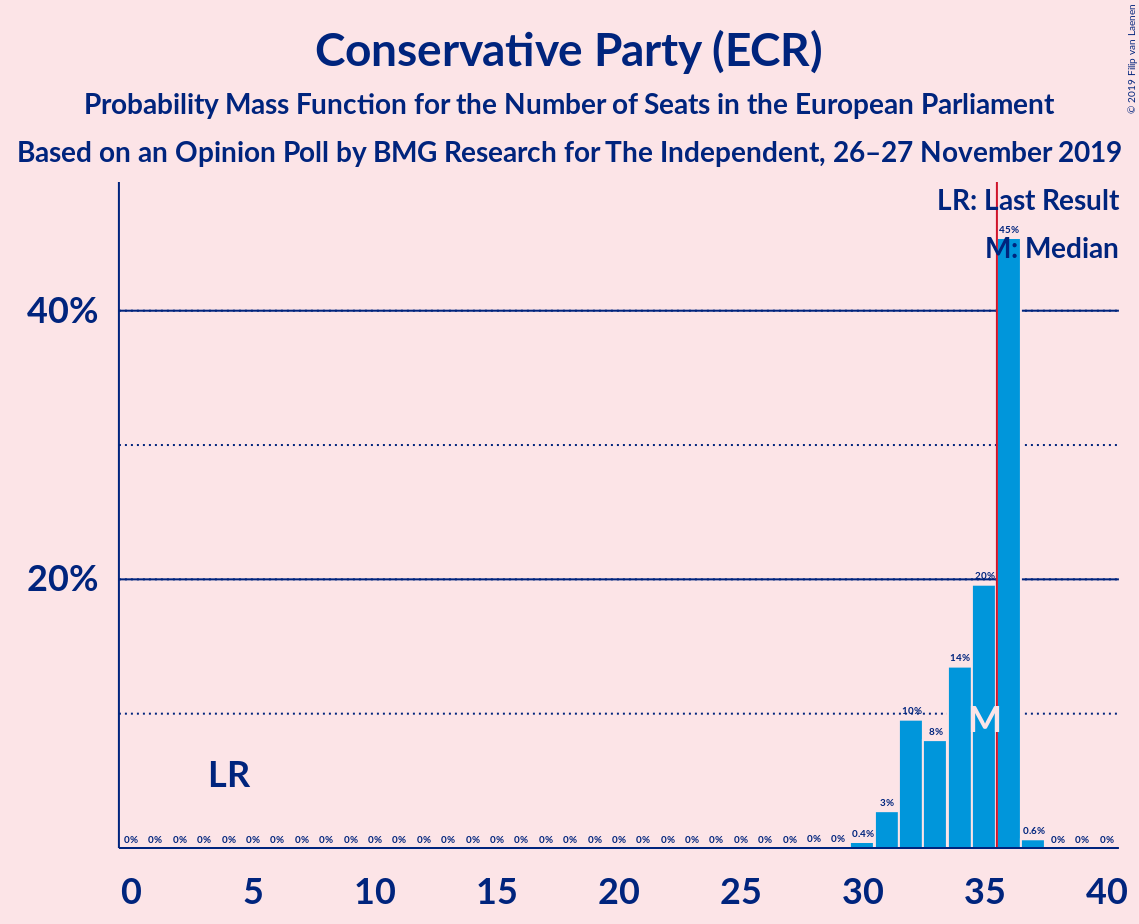 Conservative Party (ECR)
Probability Mass Function for the Number of Seats in the European Parliament
Based on an Opinion Poll by BMG Research for The Independent, 26–27 November 2019
© 2019 Filip van Laenen
LR: Last Result
M: Median
40%
20%
45%
20%
14%
10%
8%
3%
0.4%
0.6%
M
LR
0% 0% 0% 0% 0% 0% 0% 0% 0% 0% 0% 0% 0% 0% 0% 0% 0% 0% 0% 0% 0% 0% 0% 0% 0% 0% 0% 0% 0% 0% 0% 0% 0%
0 5 10 15 20 25 30 35 40